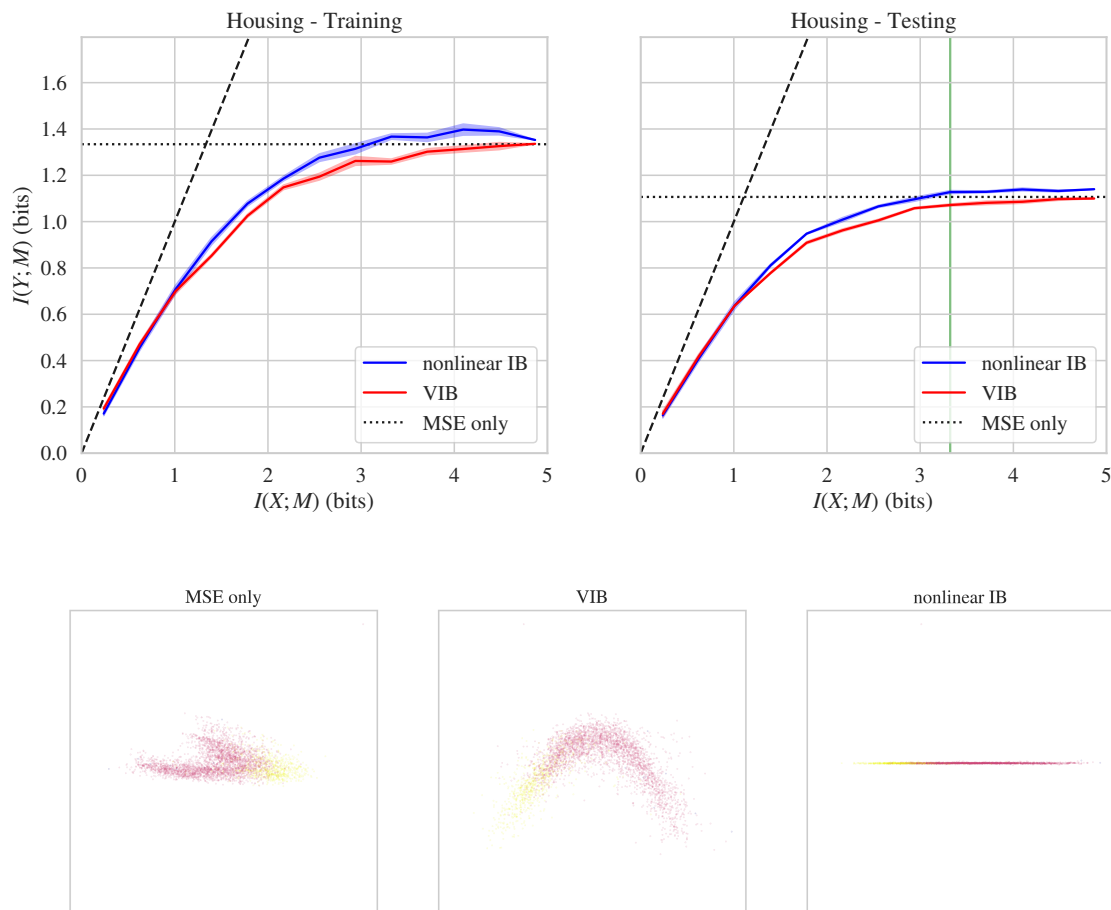 Housing - Training
I(Y; M) (bits)
1.6
1.4
1.2
1.0
0.8
0.6
0.4
0.2
0.0
nonlinear IB
VIB
MSE only
0 1 2 3 4 5
I(X; M) (bits)
Housing - Testing
nonlinear IB
VIB
MSE only
0 1 2 3 4 5
I(X; M) (bits)
MSE only
VIB
nonlinear IB